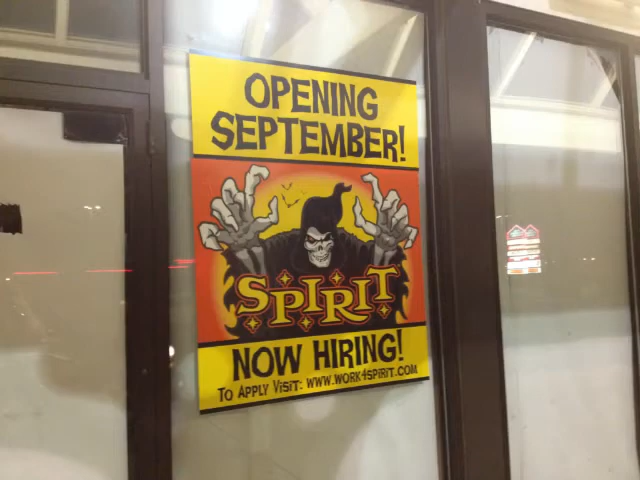 OPENING
SEPTEMBER!
SPIRIT
NOW HIRING!
TO APPLY VISIT: WWW.WORK4SPIRIT.COM